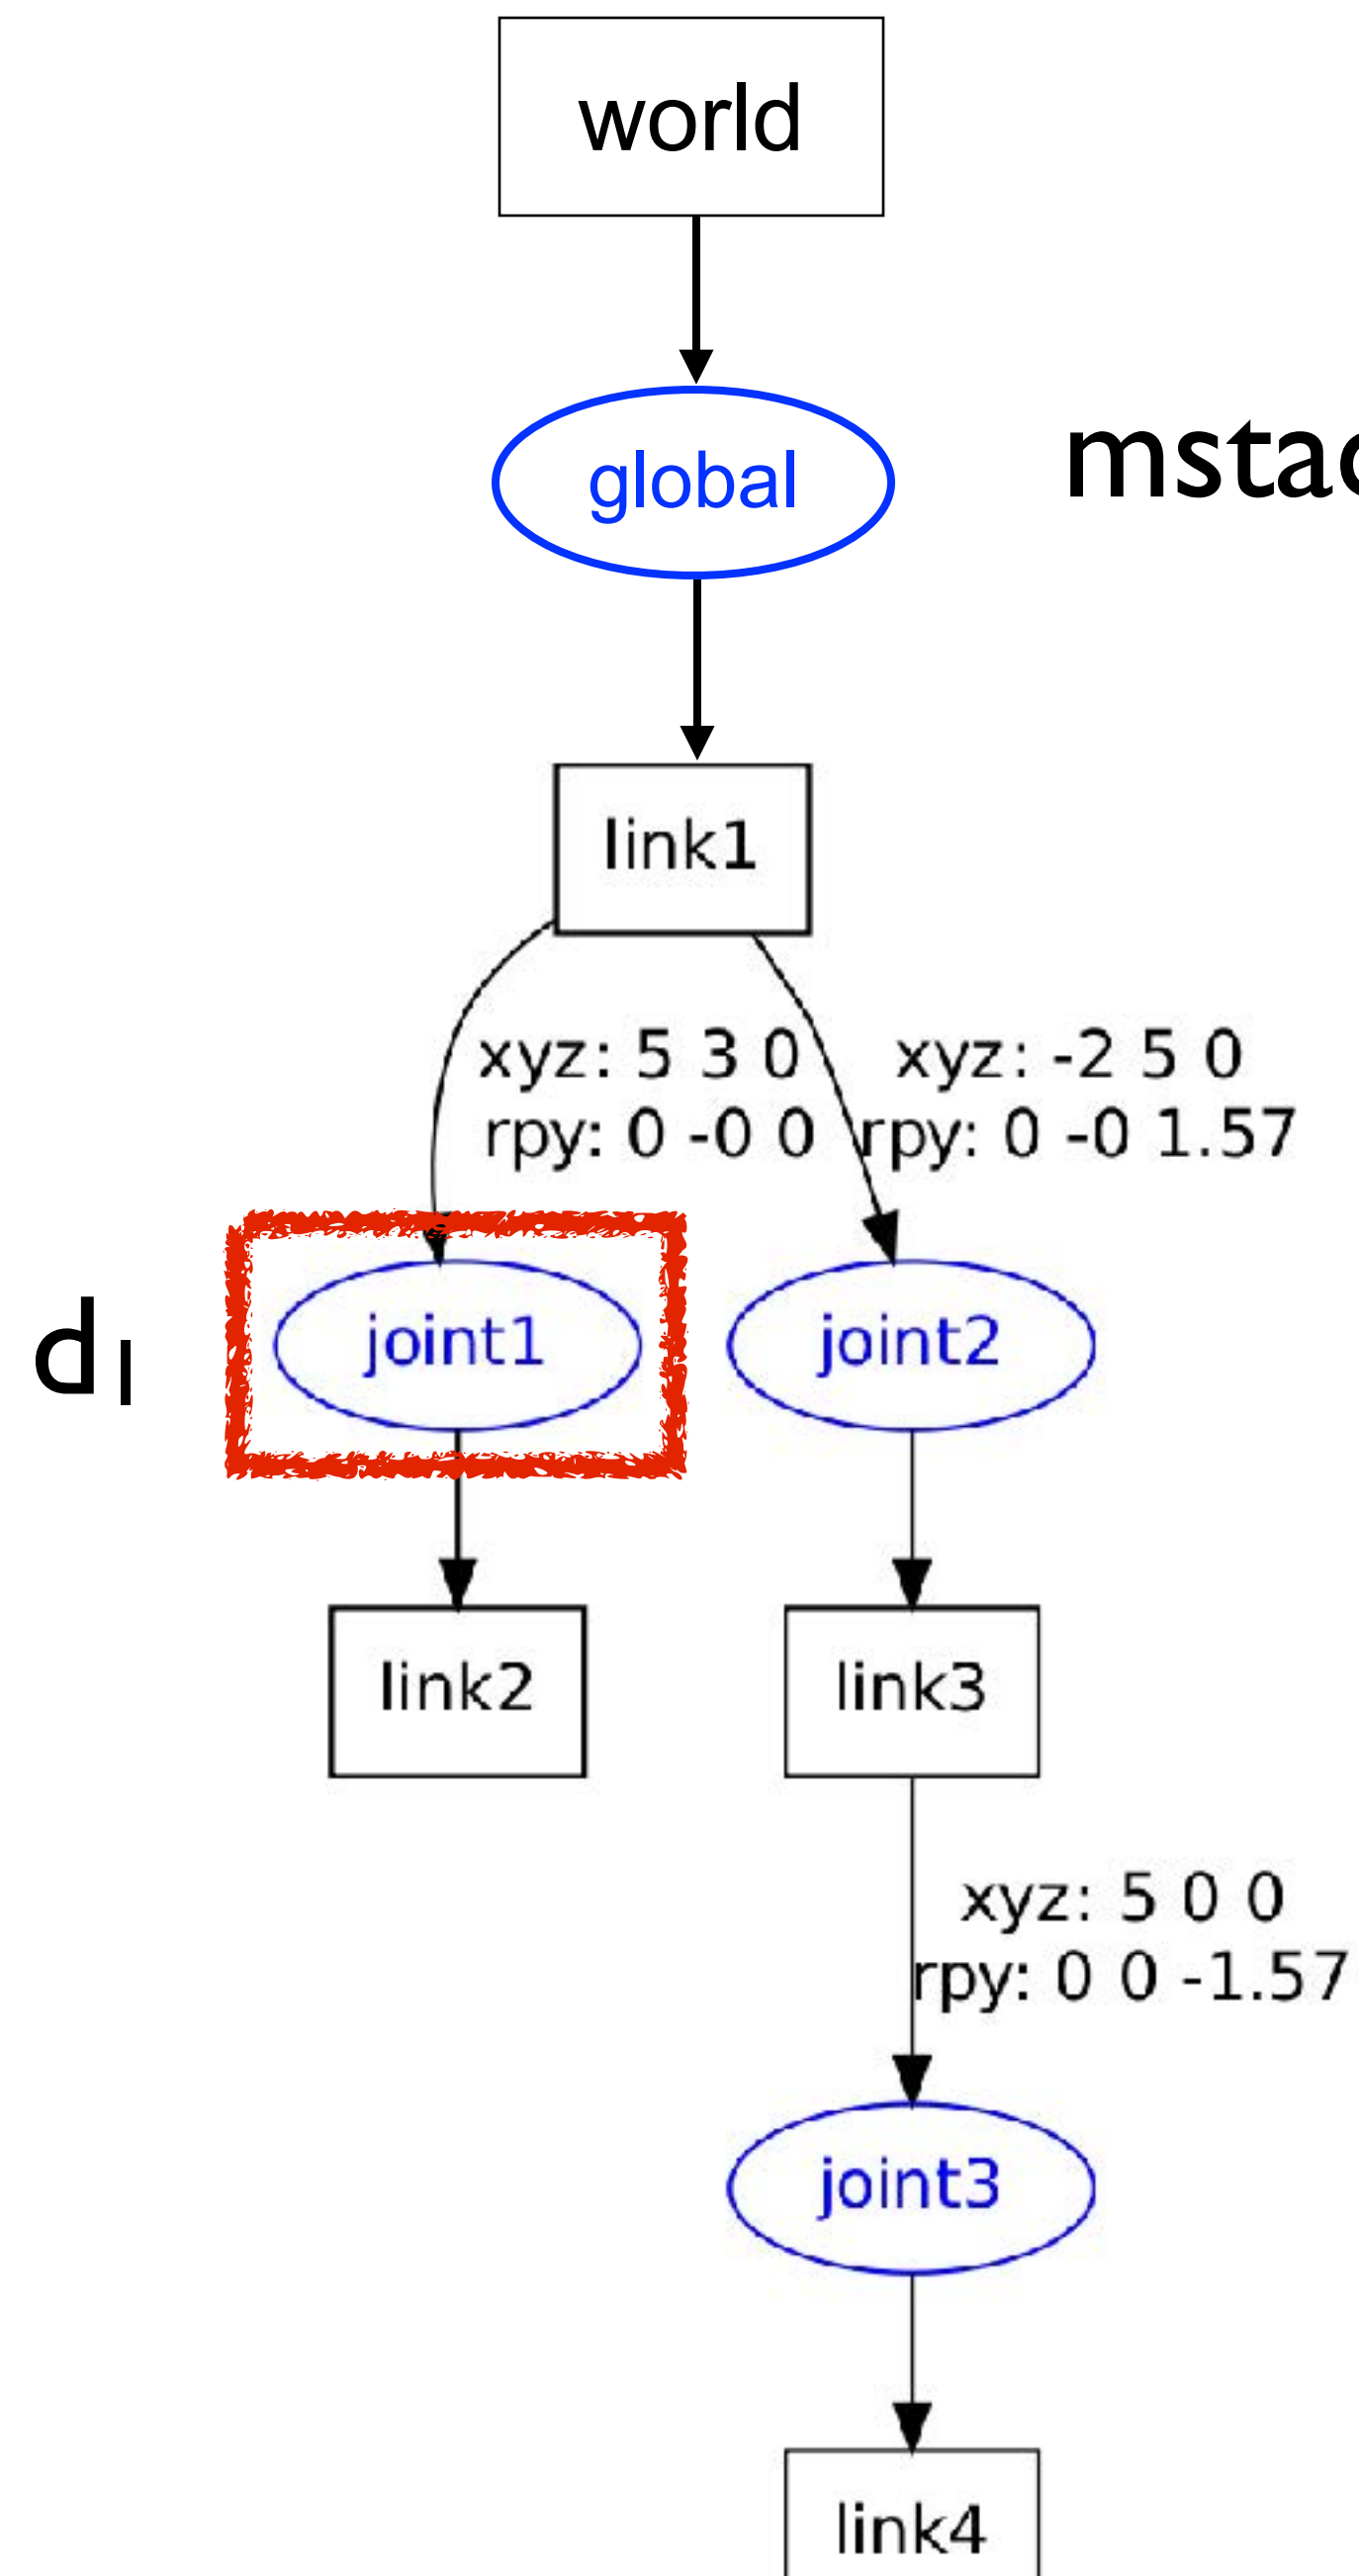 world
global
mstac
link1
xyz: 5 3 0
rpy: 0 -0 0
xyz: -2 5 0
rpy: 0 -0 1.57
d₁
joint1
joint2
link2
link3
xyz: 5 0 0
rpy: 0 0 -1.57
joint3
link4